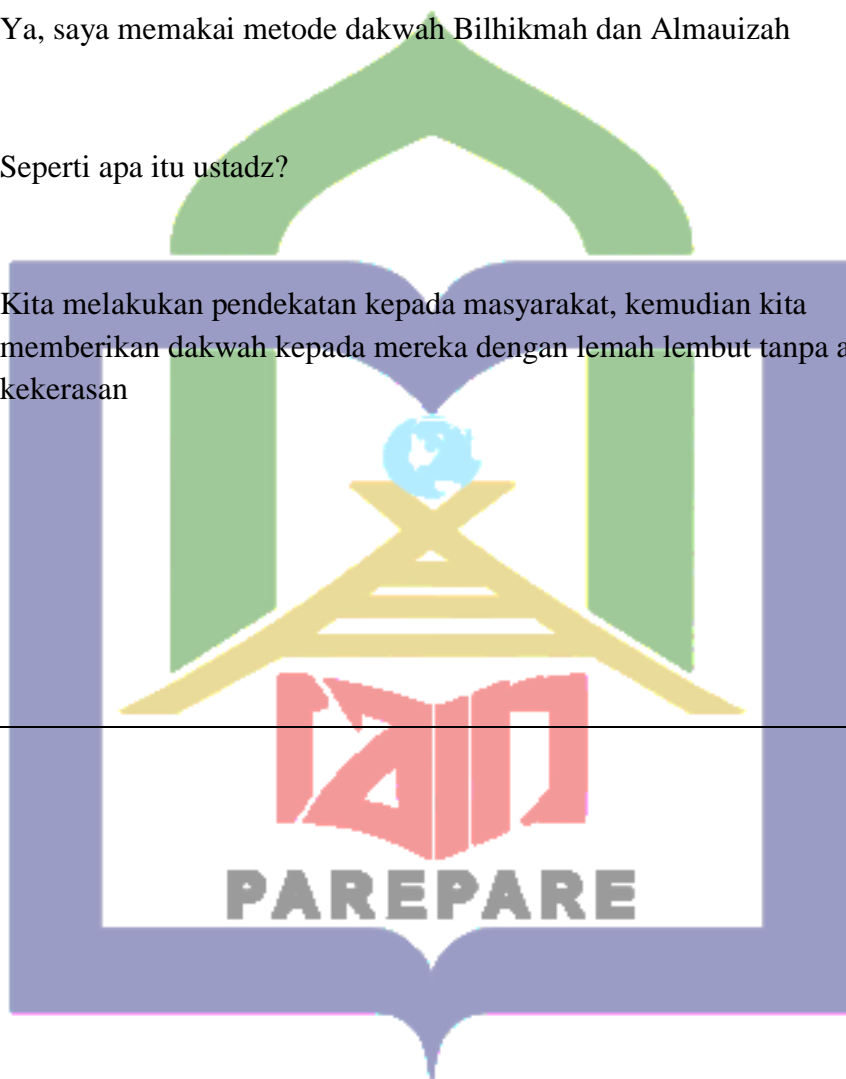 Ya, saya memakai metode dakwah Bilhikmah dan Almauizah
Seperti apa itu ustadz?
Kita melakukan pendekatan kepada masyarakat, kemudian kita
memberikan dakwah kepada mereka dengan lemah lembut tanpa
kekerasan
iain
PAREPARE